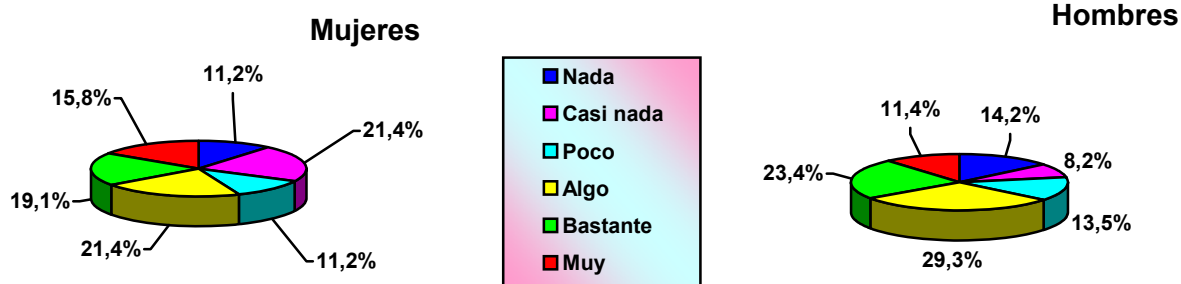 Mujeres
11,2%
15,8%
21,4%
19,1%
21,4%
11,2%
Nada
Casi nada
Poco
Algo
Bastante
Muy
Hombres
11,4%
14,2%
8,2%
23,4%
13,5%
29,3%